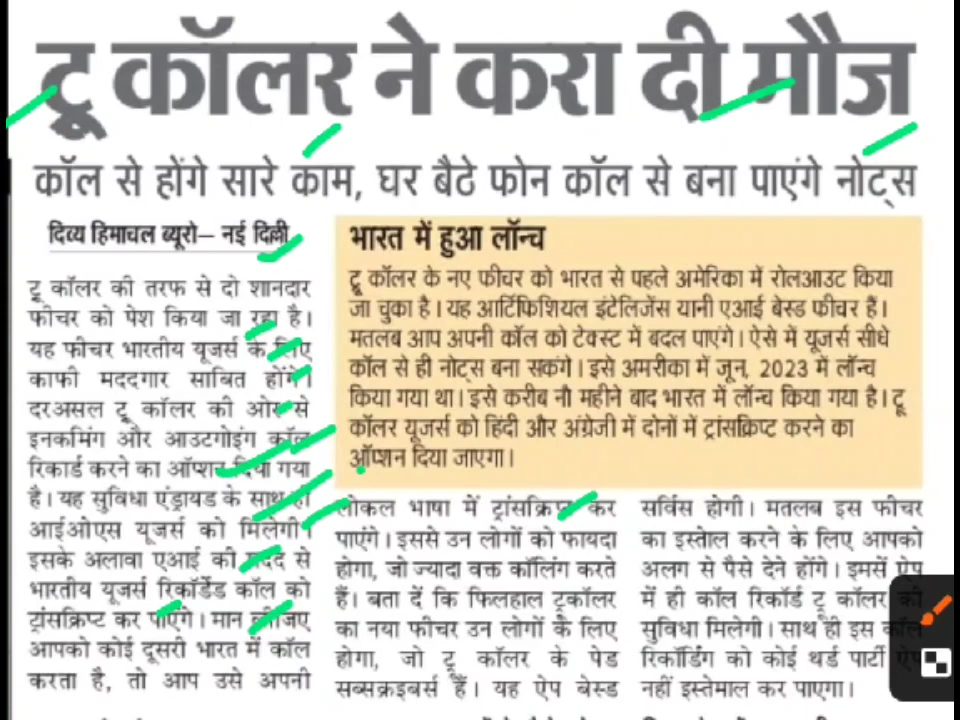 ट्रू कॉलर ने करा दी मौज
कॉल से होंगे सारे काम, घर बैठे फोन कॉल से बना पाएंगे नोट्स
दिव्य हिमाचल ब्यूरो— नई दिल्ली
ट्रू कॉलर की तरफ से दो शानदार
फीचर को पेश किया जा रहा है।
यह फीचर भारतीय यूजर्स के लिए
काफी मददगार साबित होंगे।
दरअसल ट्रू कॉलर की ओर से
इनकमिंग और आउटगोइंग कॉल
रिकार्ड करने का ऑप्शन दिया गया
है। यह सुविधा एंड्रायड के साथ ही
आईओएस यूजर्स को मिलेगी।
इसके अलावा एआई की मदद से
भारतीय यूजर्स रिकॉर्डेड कॉल को
ट्रांसक्रिप्ट कर पाएंगे। मान लीजिए
आपको कोई दूसरी भारत में कॉल
करता है, तो आप उसे अपनी
भारत में हुआ लॉन्च
ट्रू कॉलर के नए फीचर को भारत से पहले अमेरिका में रोलआउट किया
जा चुका है। यह आर्टिफिशियल इंटेलिजेंस यानी एआई बेस्ड फीचर हैं।
मतलब आप अपनी कॉल को टेक्स्ट में बदल पाएंगे। ऐसे में यूजर्स सीधे
कॉल से ही नोट्स बना सकेंगे। इसे अमरीका में जून, 2023 में लॉन्च
किया गया था। इसे करीब नौ महीने बाद भारत में लॉन्च किया गया है। ट्रू
कॉलर यूजर्स को हिंदी और अंग्रेजी में दोनों में ट्रांसक्रिप्ट करने का
ऑप्शन दिया जाएगा।
लोकल भाषा में ट्रांसक्रिप्ट कर
पाएंगे। इससे उन लोगों को फायदा
होगा, जो ज्यादा वक्त कॉलिंग करते
हैं। बता दें कि फिलहाल ट्रूकॉलर
का नया फीचर उन लोगों के लिए
होगा, जो ट्रू कॉलर के पेड
सब्सक्रइबर्स हैं। यह ऐप बेस्ड
सर्विस होगी। मतलब इस फीचर
का इस्तेाल करने के लिए आपको
अलग से पैसे देने होंगे। इमसें ऐप
में ही कॉल रिकॉर्ड ट्रू कॉलर की
सुविधा मिलेगी। साथ ही इस कॉल
रिकॉर्डिंग को कोई थर्ड पार्टी ऐप
नहीं इस्तेमाल कर पाएगा।